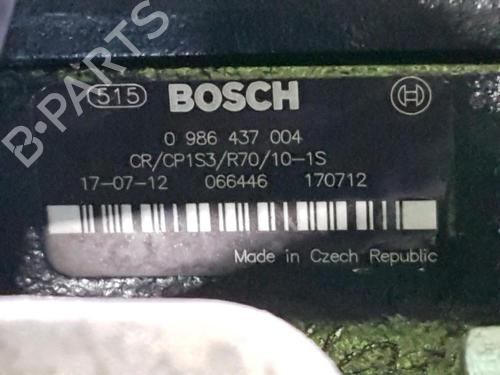 B-PARTS
515 BOSCH
0 986 437 004
CR/CP1S3/R70/10-1S
17-07-12 066446 170712
Made in Czech Republic